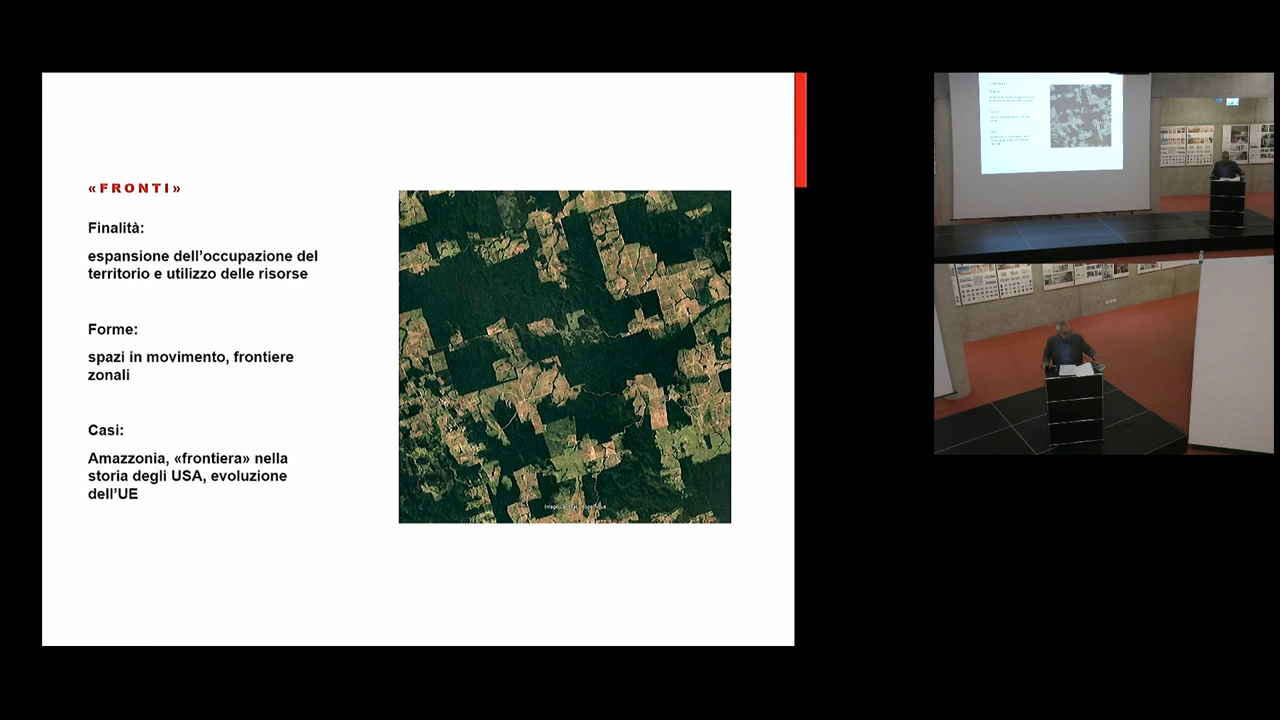 «FRONTI»
Finalità:
espansione dell’occupazione del
territorio e utilizzo delle risorse
Forme:
spazi in movimento, frontiere
zonali
Casi:
Amazzonia, «frontiera» nella
storia degli USA, evoluzione
dell’UE